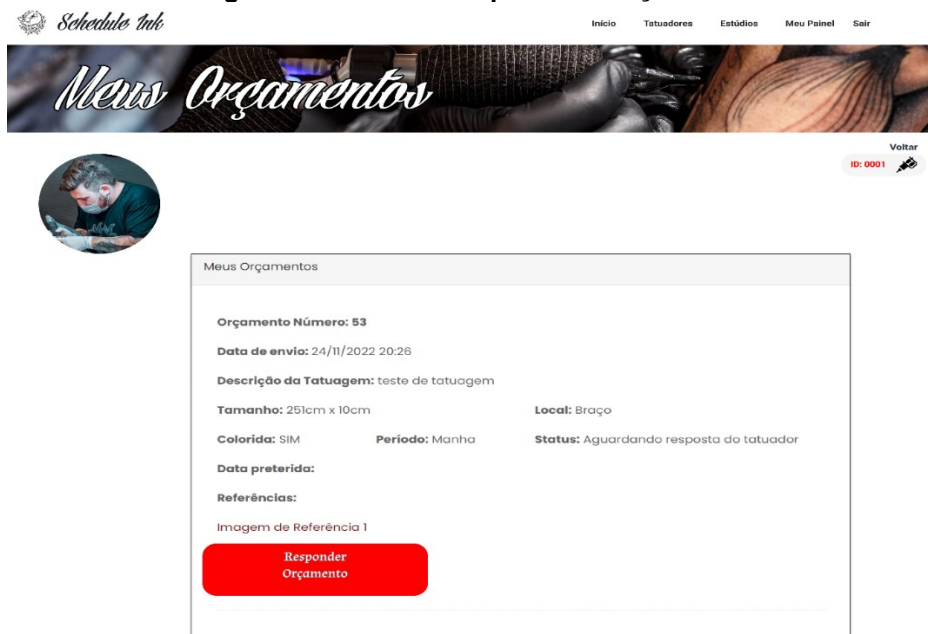 Schedule Ink
Início Tatuadores Estúdios Meu Painel Sair
Meus Orçamentos
Voltar
ID: 0001
Meus Orçamentos
Orçamento Número: 53
Data de envio: 24/11/2022 20:26
Descrição da Tatuagem: teste de tatuagem
Tamanho: 251cm x 10cm Local: Braço
Colorida: SIM Período: Manha Status: Aguardando resposta do tatuador
Data preterida:
Referências:
Imagem de Referência 1
Responder
Orçamento